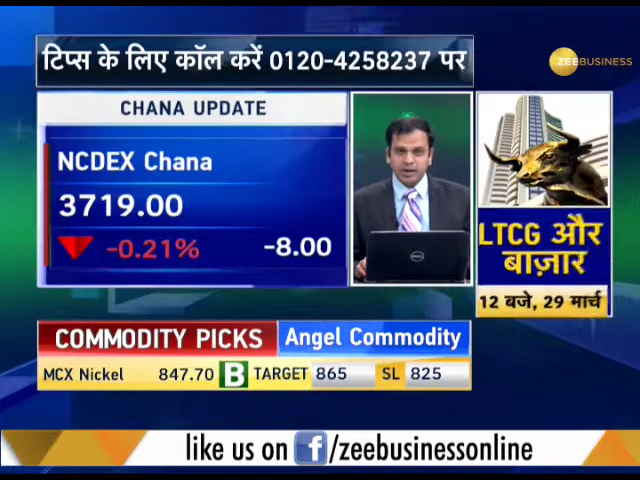 टिप्स के लिए कॉल करें 0120-4258237 पर
ZEEBUSINESS
CHANA UPDATE
NCDEX Chana
3719.00
-0.21% -8.00
DELL
LTCG और
बाज़ार
12 बजे, 29 मार्च
COMMODITY PICKS Angel Commodity
MCX Nickel 847.70 B TARGET 865 SL 825
like us on f/zeebusinessonline